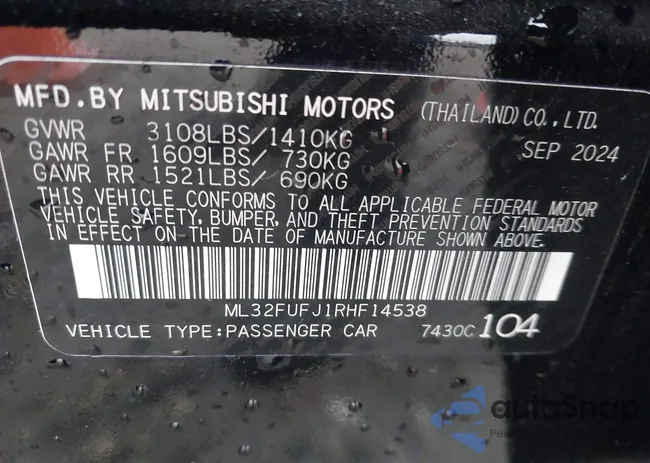 MFD.BY MITSUBISHI MOTORS (THAILAND) CO., LTD.
GVWR 3108LBS/1410KG SEP 2024
GAWR FR 1609LBS/ 730KG
GAWR RR 1521LBS/ 690KG
THIS VEHICLE CONFORMS TO ALL APPLICABLE FEDERAL MOTOR
VEHICLE SAFETY, BUMPER, AND THEFT PREVENTION STANDARDS
IN EFFECT ON THE DATE OF MANUFACTURE SHOWN ABOVE.
ML32FUFJ1RHF14538
VEHICLE TYPE:PASSENGER CAR 7430C 104
autoSnap